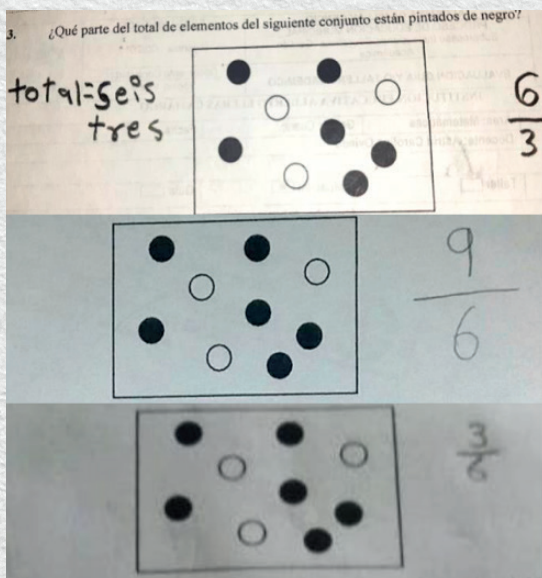 3. ¿Qué parte del total de elementos del siguiente conjunto están pintados de negro?
total=seis
tres
6
3
9
6
3
6